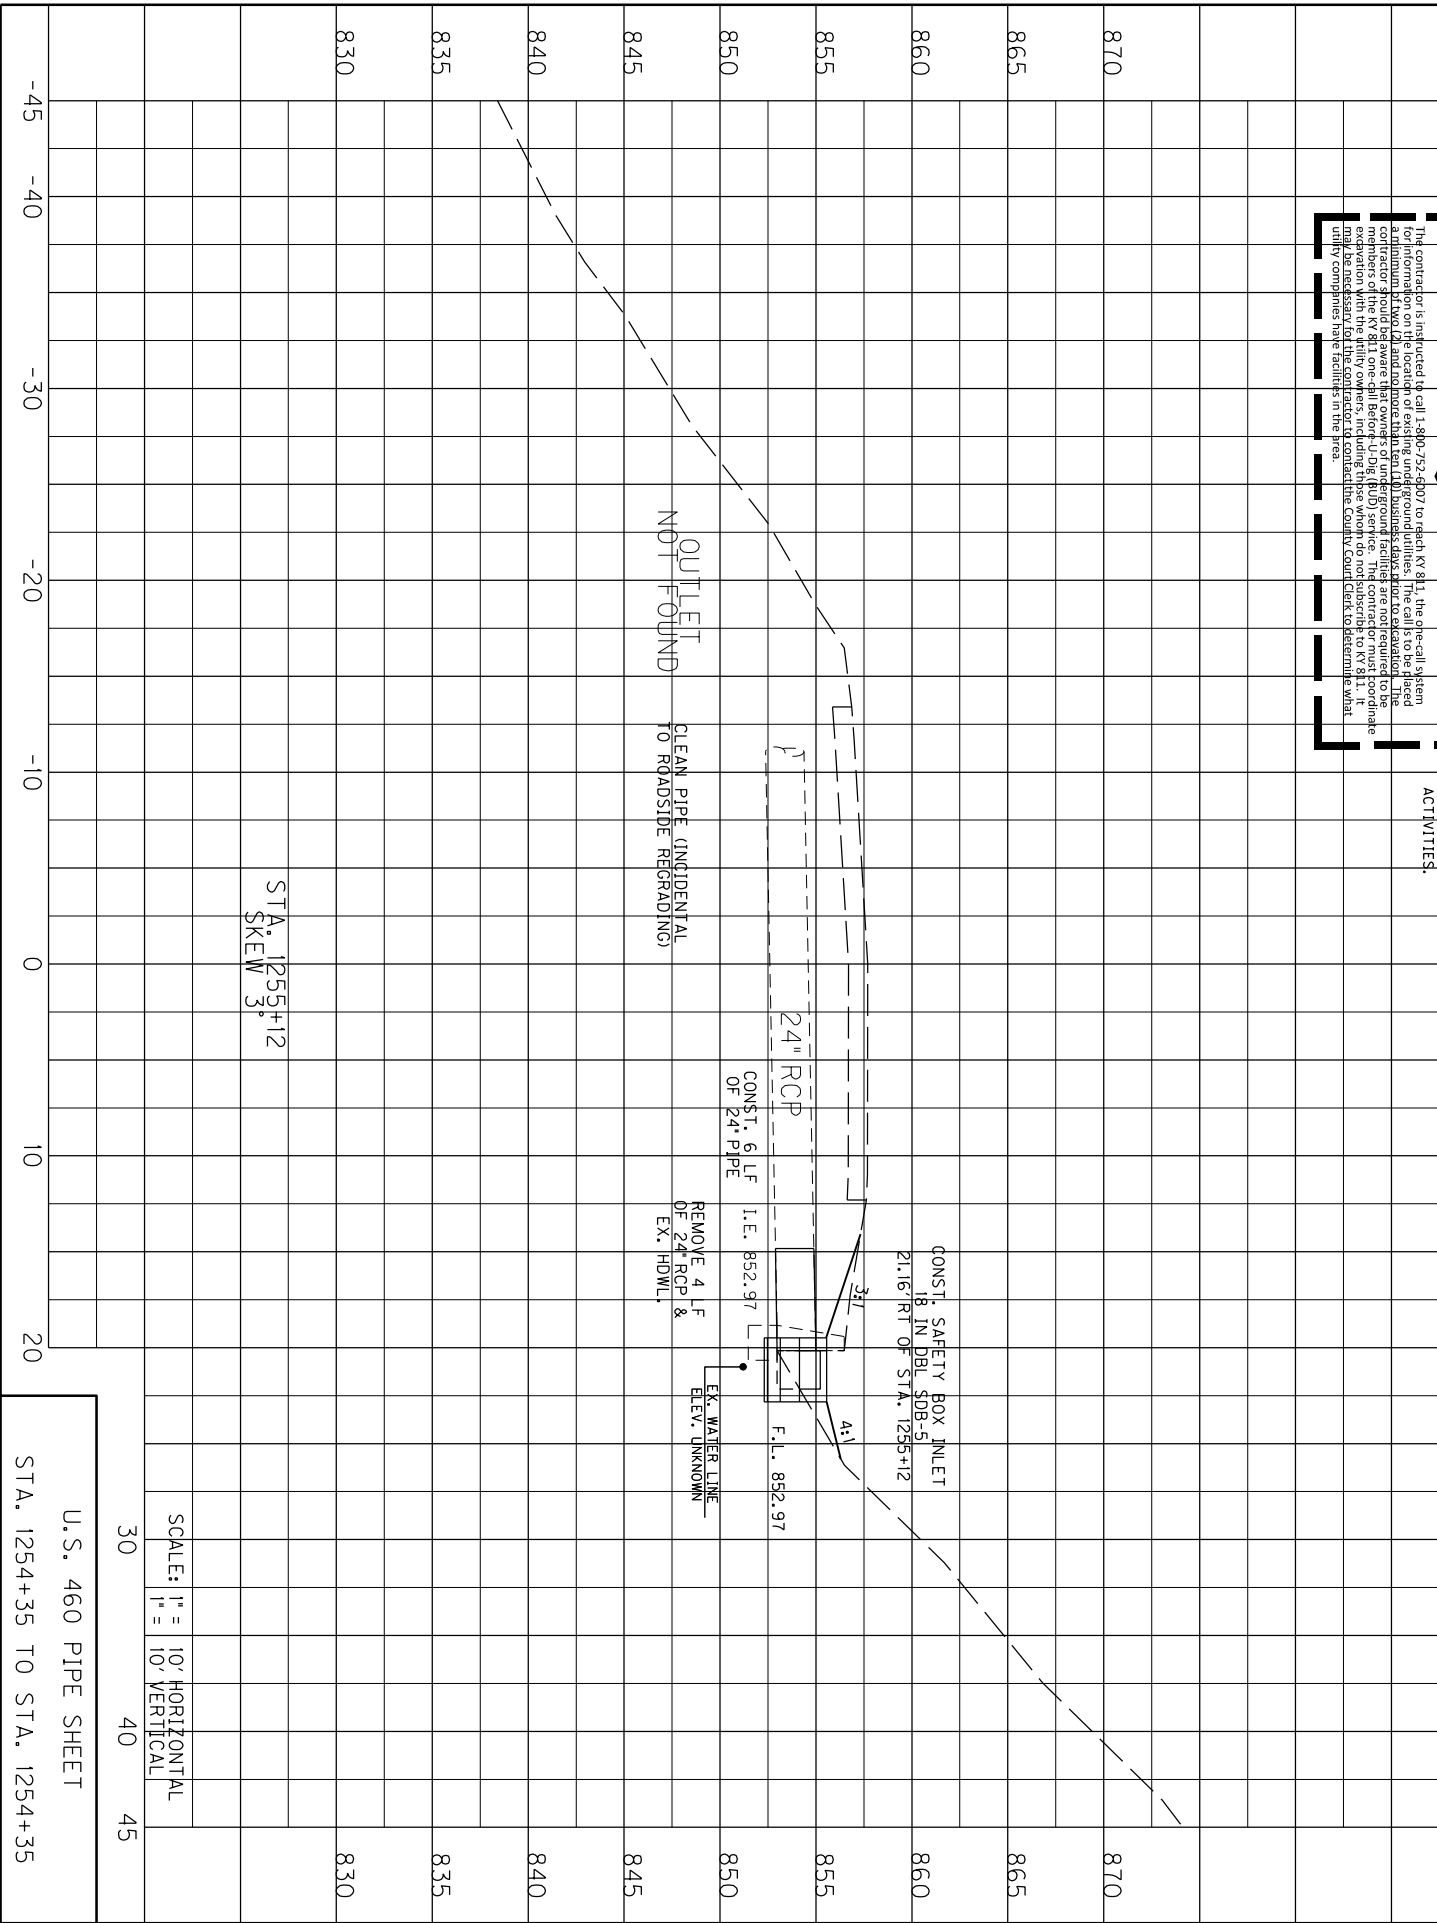 The contractor is instructed to call 1-800-752-6007 to reach KY 811, the one-call system
for information on the location of existing underground utilities. The call is to be placed
a minimum of two (2) and no more than ten (10) business days prior to excavation. The
contractor should be aware that owners of underground facilities are not required to be
members of the KY 811 one-call Before-U-Dig (BUD) service. The contractor must coordinate
excavation with the utility owners, including those whom do not subscribe to KY 811. It
may be necessary for the contractor to contact the County Court Clerk to determine what
utility companies have facilities in the area.
ACTIVITIES.
870
865
860
855
850
845
840
835
830
870
865
860
855
850
845
840
835
830
CONST. SAFETY BOX INLET
18 IN DBL SDB-5
21.16' RT OF STA. 1255+12
3:1
4:1
24" RCP
F.L. 852.97
CONST. 6 LF
OF 24" PIPE
I.E. 852.97
REMOVE 4 LF
OF 24" RCP &
EX. HDWL.
EX. WATER LINE
ELEV. UNKNOWN
OUTLET
NOT FOUND
CLEAN PIPE (INCIDENTAL
TO ROADSIDE REGRADING)
STA. 1255+12
SKEW 3°
SCALE: 1" = 10' HORIZONTAL
1" = 10' VERTICAL
-45 -40 -30 -20 -10 0 10 20 30 40 45
U.S. 460 PIPE SHEET
STA. 1254+35 TO STA. 1254+35